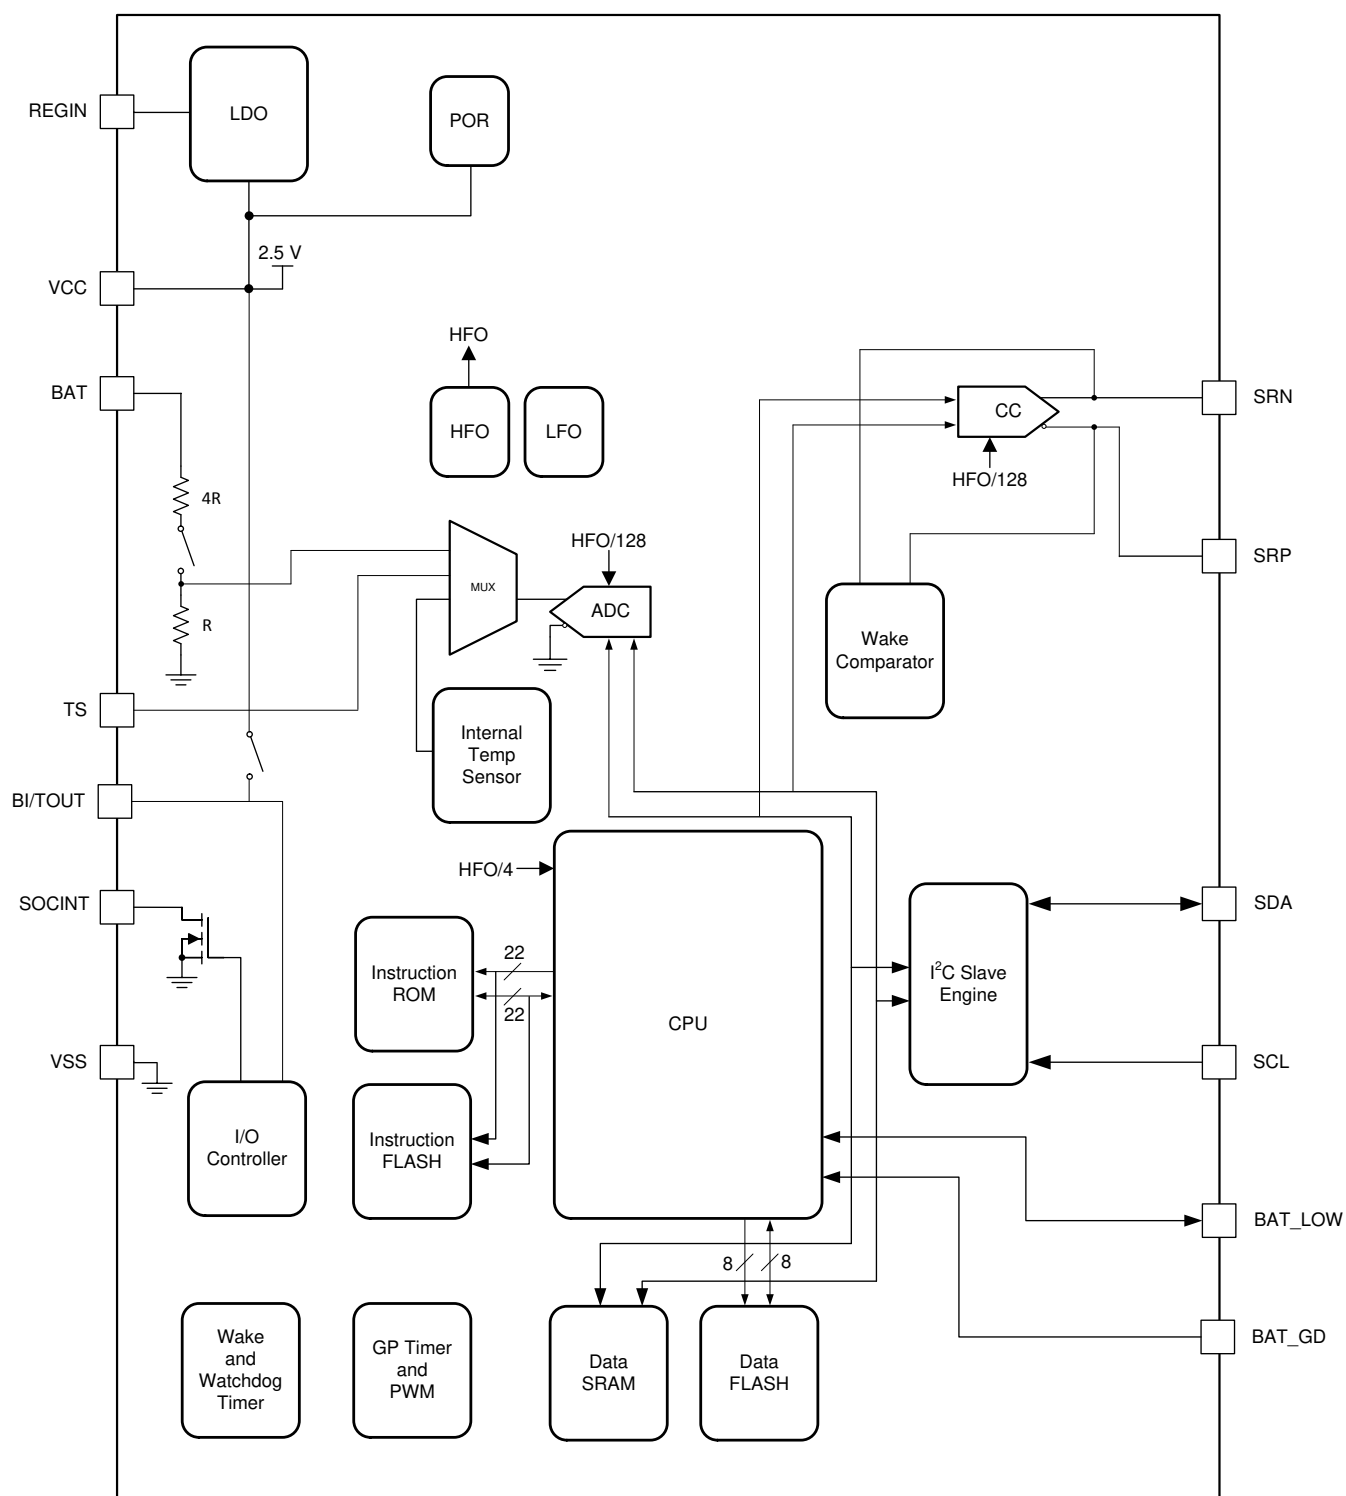 REGIN
LDO
POR
2.5 V
VCC
HFO
BAT
HFO
LFO
CC
SRN
HFO/128
4R
HFO/128
SRP
MUX
ADC
R
Wake
Comparator
TS
Internal
Temp
Sensor
BI/TOUT
HFO/4
SOCINT
SDA
22
Instruction
ROM
22
CPU
I²C Slave
Engine
VSS
SCL
I/O
Controller
Instruction
FLASH
BAT_LOW
8
8
Wake
and
Watchdog
Timer
GP Timer
and
PWM
Data
SRAM
Data
FLASH
BAT_GD